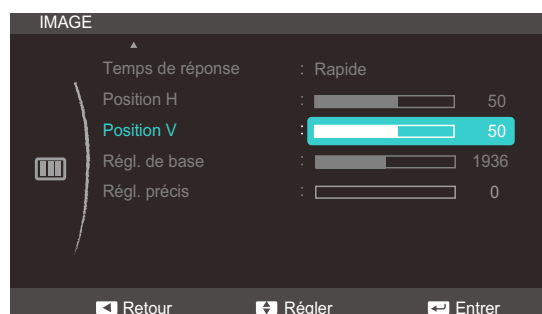 IMAGE
Temps de réponse : Rapide
Position H : 50
Position V : 50
Régl. de base : 1936
Régl. précis : 0
Retour Régler Entrer